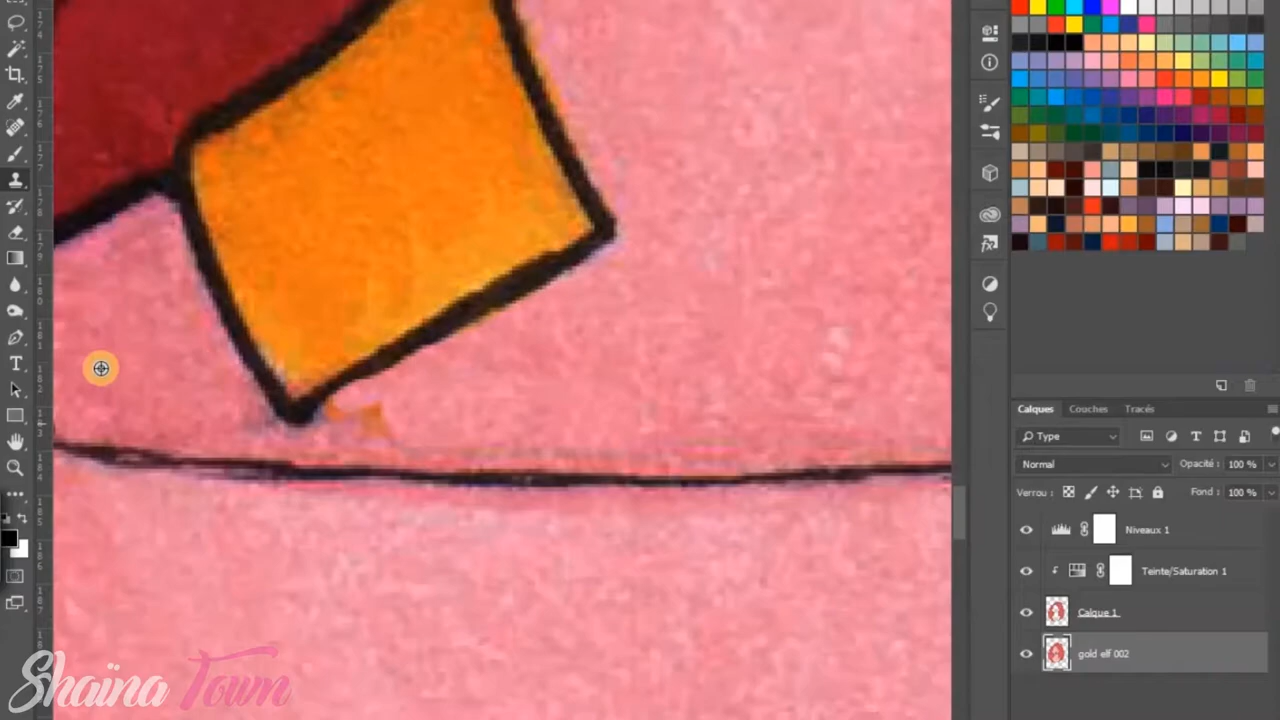 Calques Couches Tracés
Type
Normal Opacité : 100 %
Verrou : Fond : 100 %
Niveaux 1
Teinte/Saturation 1
Calque 1
gold elf 002
Shaïna Town